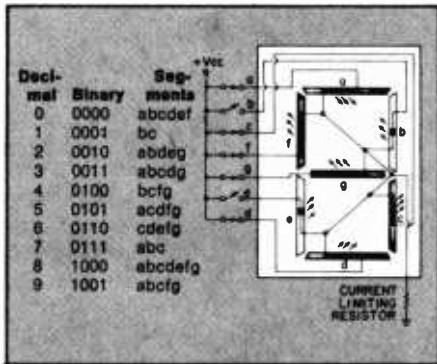 +Vcc
Deci- Seg-
mal Binary ments
0 0000 abcdef
1 0001 bc
2 0010 abdeg
3 0011 abcdg
4 0100 bcfg
5 0101 acdfg
6 0110 cdefg
7 0111 abc
8 1000 abcdefg
9 1001 abcfg
a
b
c
f
g
e
d
a
b
f
g
e
d
CURRENT
LIMITING
RESISTOR